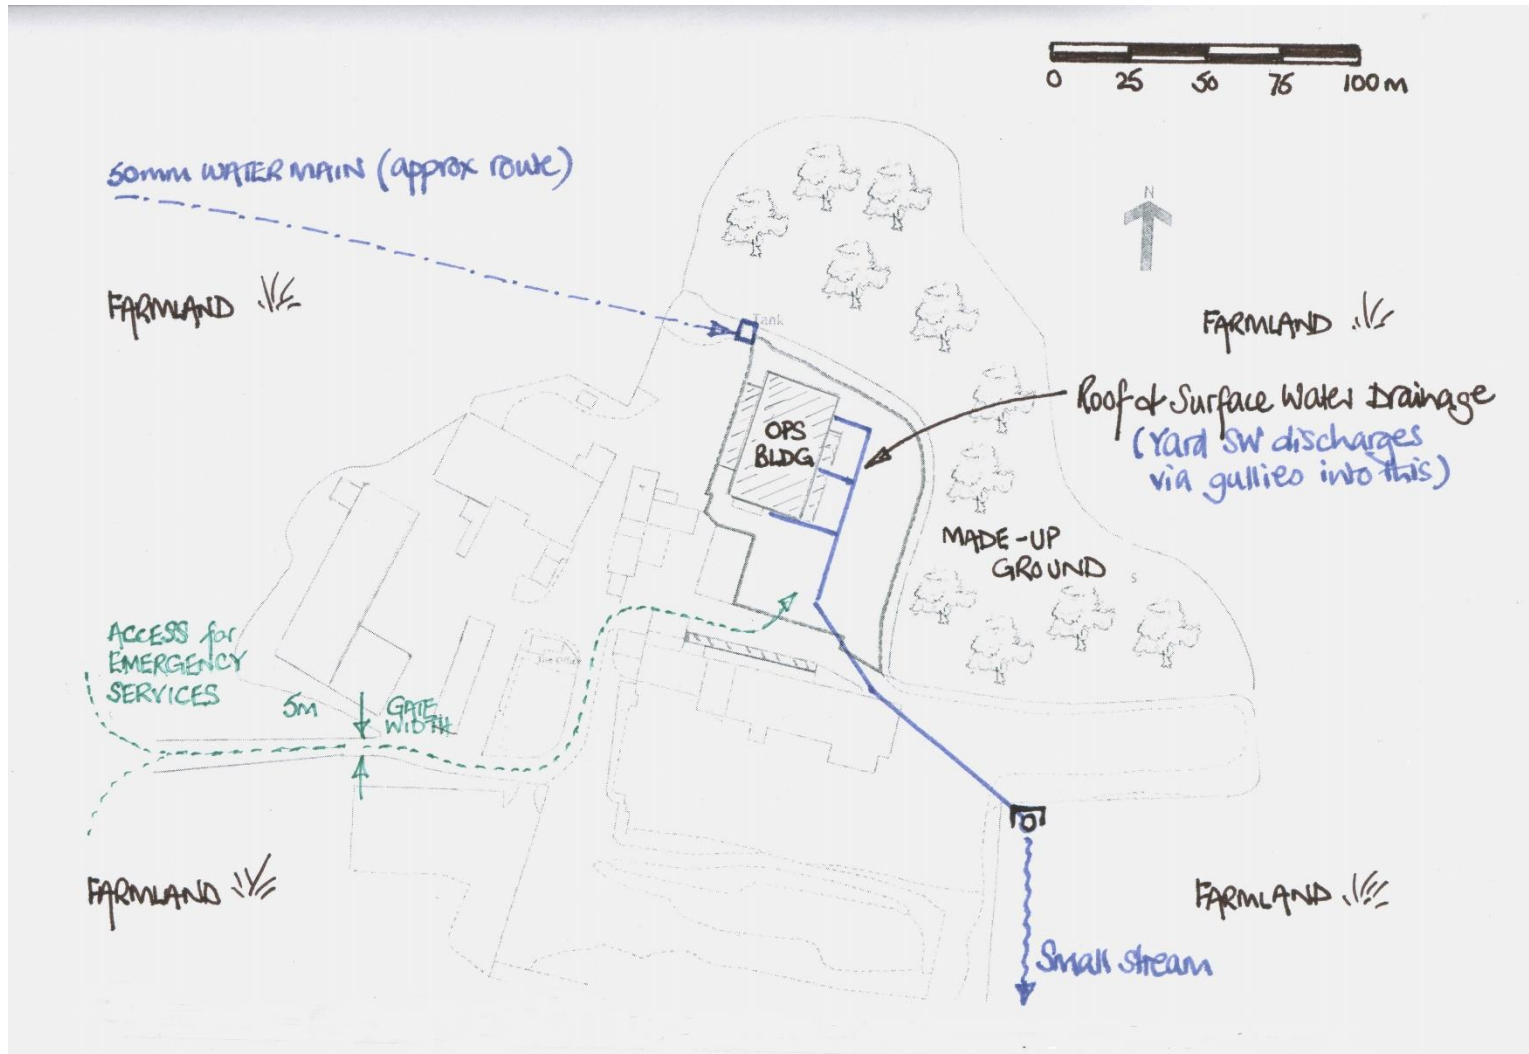 0 25 50 75 100m
50mm WATER MAIN (approx route)
N
FARMLAND
FARMLAND
Tank
Roof & Surface Water Drainage
(Yard SW discharges
via gullies into this)
OPS
BLDG
MADE-UP
GROUND
S
ACCESS for
EMERGENCY
SERVICES
5m
GATE
WIDTH
FARMLAND
FARMLAND
Small stream